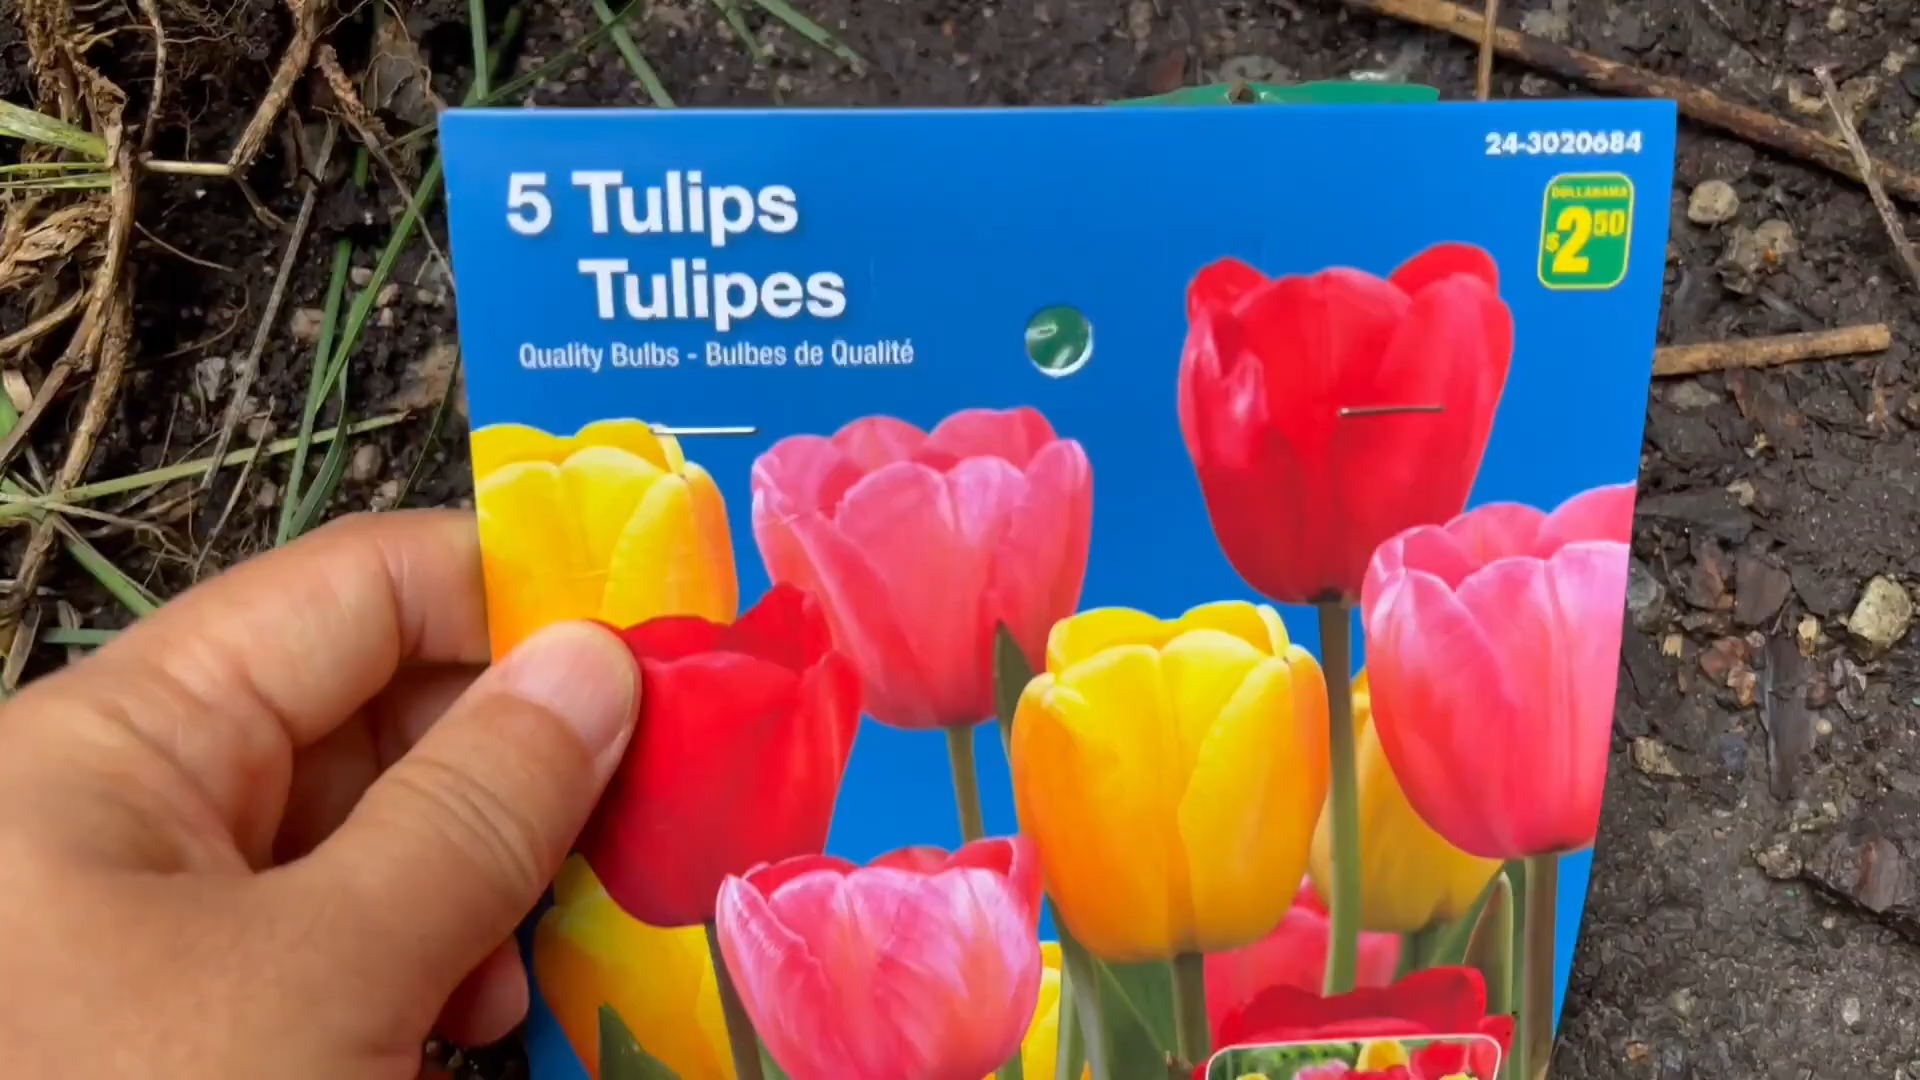 24-3020684
5 Tulips
Tulipes
Quality Bulbs - Bulbes de Qualité
DOLLARAMA
$2.50